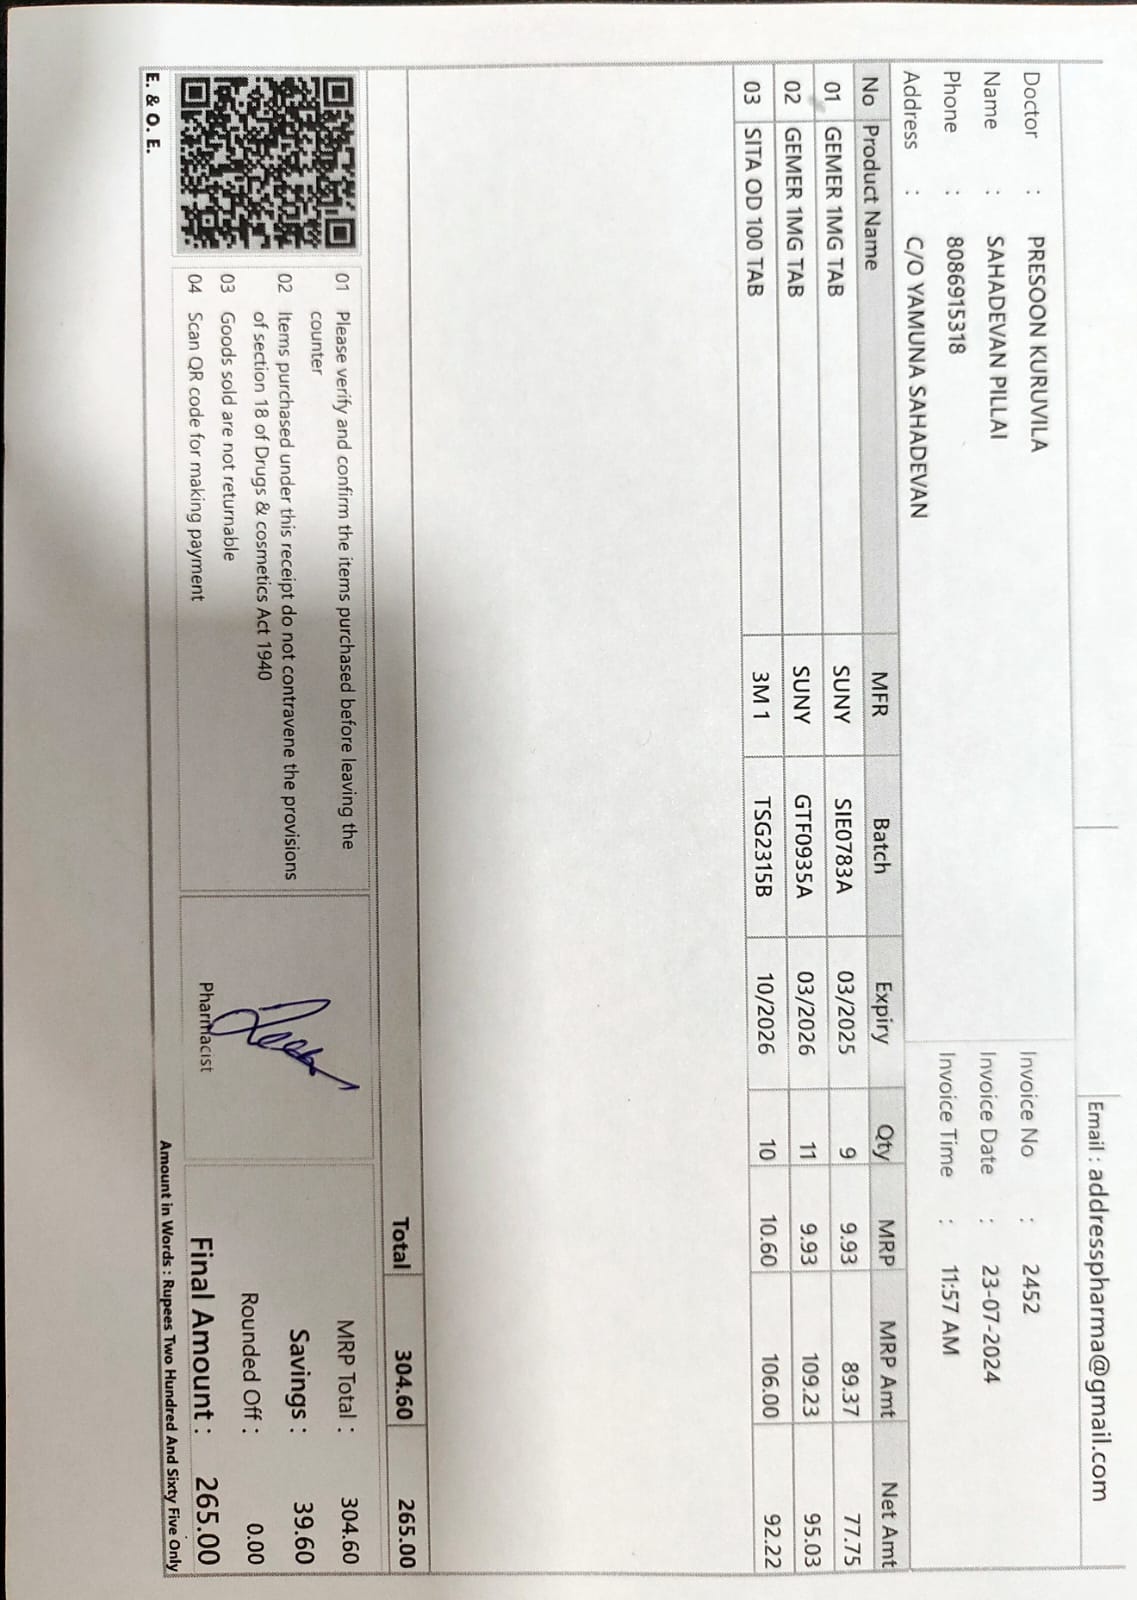 Email : addresspharma@gmail.com
Doctor : PRESOON KURUVILA
Name : SAHADEVAN PILLAI
Phone : 8086915318
Address : C/O YAMUNA SAHADEVAN
Invoice No : 2452
Invoice Date : 23-07-2024
Invoice Time : 11:57 AM
No Product Name MFR Batch Expiry Qty MRP MRP Amt Net Amt
01 GEMER 1MG TAB SUNY SIE0783A 03/2025 9 9.93 89.37 77.75
02 GEMER 1MG TAB SUNY GTF0935A 03/2026 11 9.93 109.23 95.03
03 SITA OD 100 TAB 3M 1 TSG2315B 10/2026 10 10.60 106.00 92.22
Total 304.60 265.00
01 Please verify and confirm the items purchased before leaving the
counter
02 Items purchased under this receipt do not contravene the provisions
of section 18 of Drugs & cosmetics Act 1940
03 Goods sold are not returnable
04 Scan QR code for making payment
E. & O. E.
Pharmacist
MRP Total : 304.60
Savings : 39.60
Rounded Off : 0.00
Final Amount : 265.00
Amount in Words : Rupees Two Hundred And Sixty Five Only